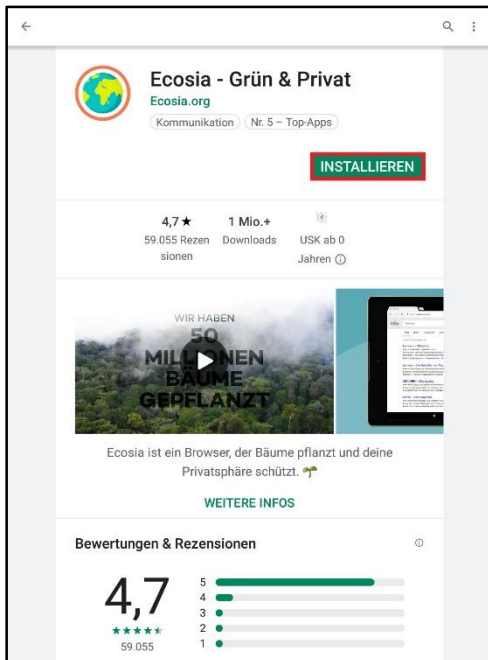 Ecosia - Grün & Privat
Ecosia.org
Kommunikation
Nr. 5 – Top-Apps
INSTALLIEREN
4,7 ★
1 Mio.+
59.055 Rezen
Downloads
USK ab 0
sionen
Jahren
WIR HABEN
50
MILLIONEN
BÄUME
GEPFLANZT
Ecosia ist ein Browser, der Bäume pflanzt und deine
Privatsphäre schützt. 🌱
WEITERE INFOS
Bewertungen & Rezensionen
4,7
59.055
5
4
3
2
1